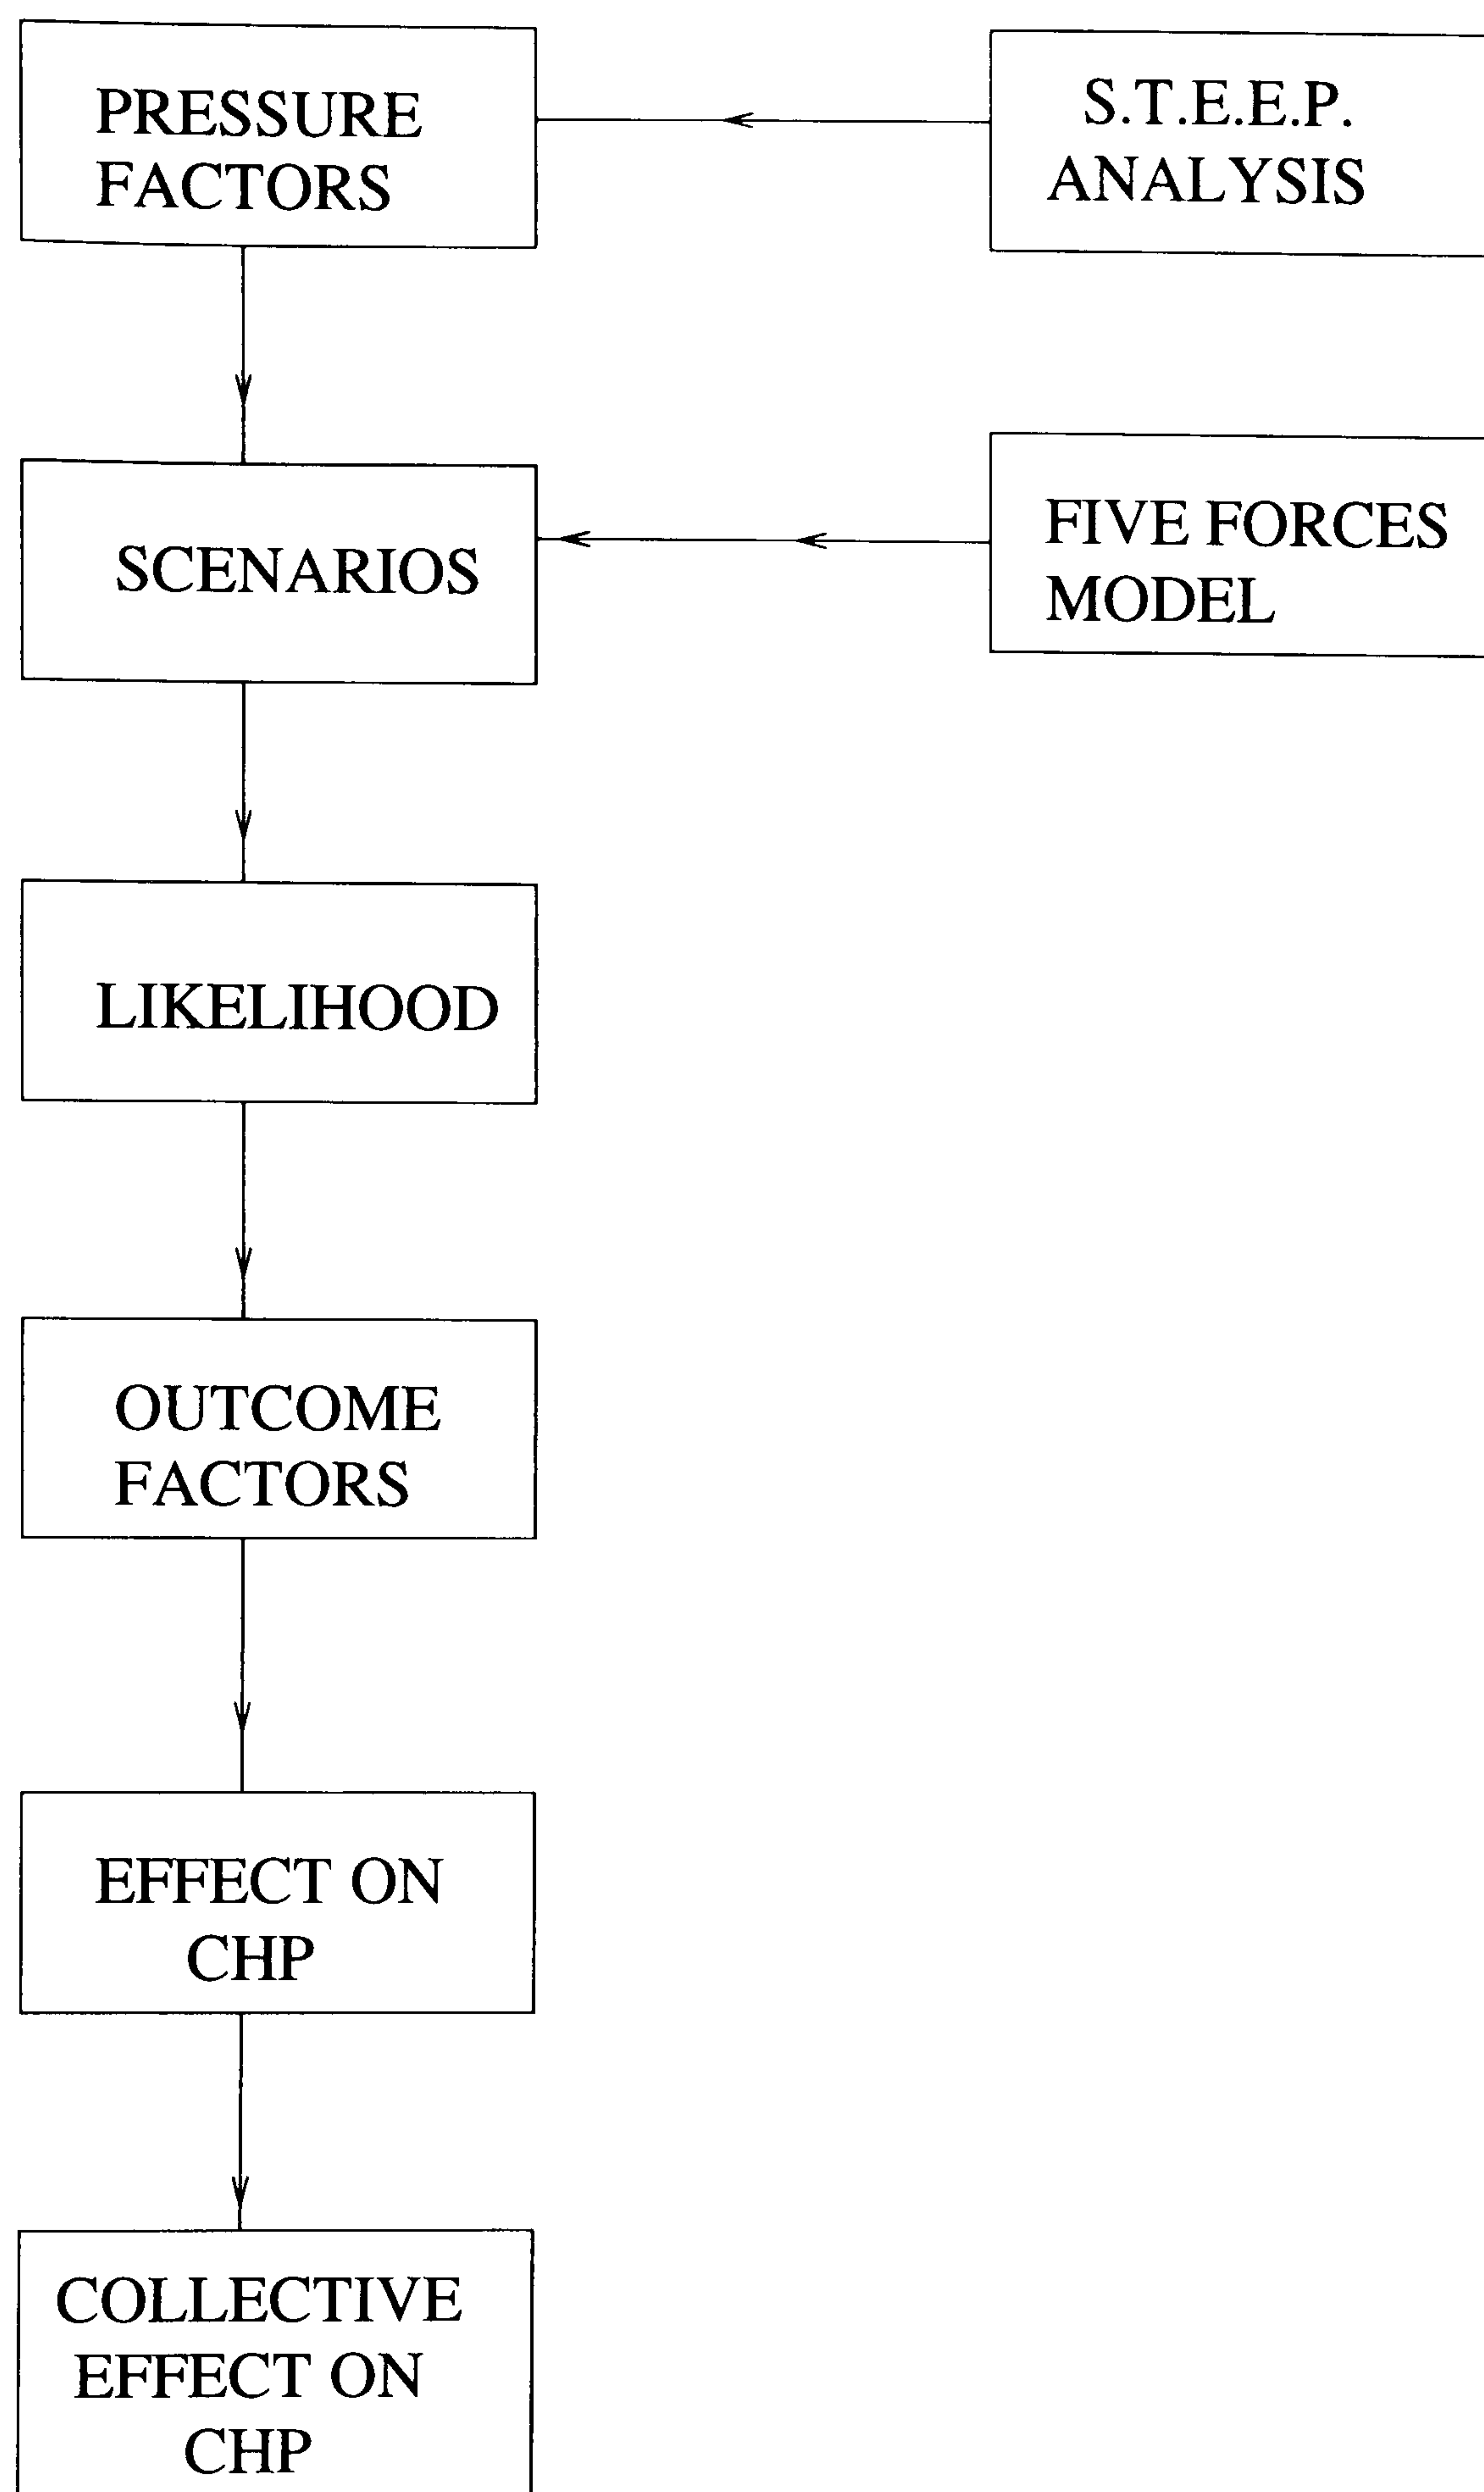 PRESSURE
FACTORS
S.T.E.E.P.
ANALYSIS
SCENARIOS
FIVE FORCES
MODEL
LIKELIHOOD
OUTCOME
FACTORS
EFFECT ON
CHP
COLLECTIVE
EFFECT ON
CHP